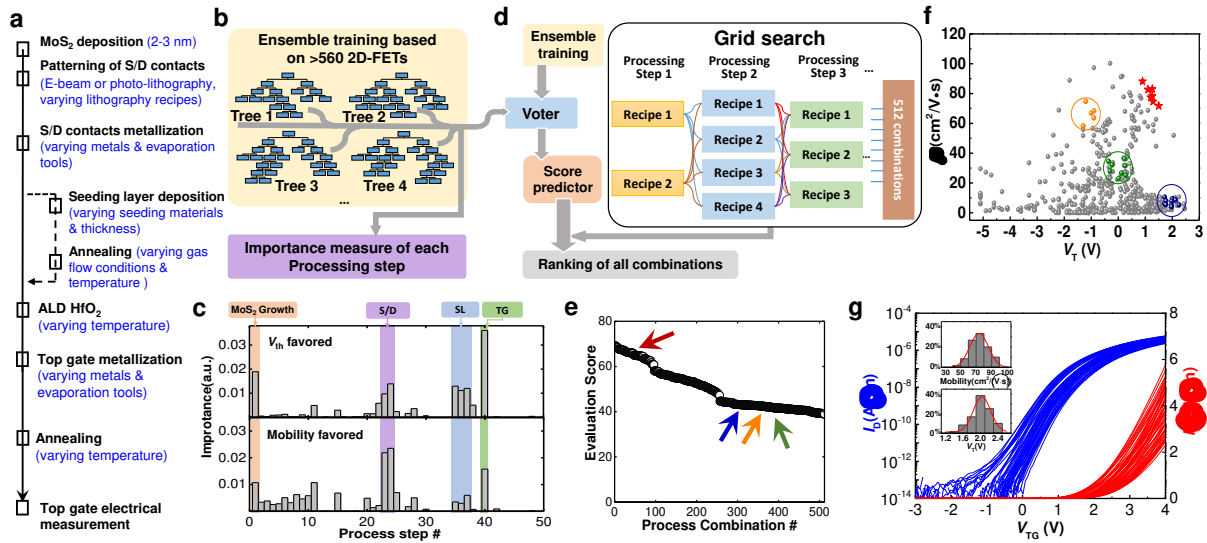 a
MoS2 deposition (2-3 nm)
Patterning of S/D contacts
(E-beam or photo-lithography,
varying lithography recipes)
S/D contacts metallization
(varying metals & evaporation
tools)
Seeding layer deposition
(varying seeding materials
& thickness)
Annealing (varying gas
flow conditions &
temperature )
ALD HfO2
(varying temperature)
Top gate metallization
(varying metals &
evaporation tools)
Annealing
(varying temperature)
Top gate electrical
measurement
b
Ensemble training based
on >560 2D-FETs
Tree 1
Tree 2
Tree 3
Tree 4
...
Importance measure of each
Processing step
Voter
d
Ensemble
training
Score
predictor
Ranking of all combinations
Grid search
Processing
Step 1
Processing
Step 2
Processing
Step 3
...
Recipe 1
Recipe 2
Recipe 1
Recipe 2
Recipe 3
Recipe 4
Recipe 1
Recipe 2
Recipe 3
...
512 combinations
c
MoS2 Growth
S/D
SL
TG
Vth favored
Mobility favored
Improtance(a.u.)
0.03
0.02
0.01
0.03
0.02
0.01
0
10
20
30
40
50
Process step #
e
Evaluation Score
80
60
40
20
0
0
100
200
300
400
500
Process Combination #
f
(cm2/V·s)
120
100
80
60
40
20
0
-5
-4
-3
-2
-1
0
1
2
3
VT (V)
g
ID(A
10-4
10-6
10-8
10-10
10-12
10-14
8
6
4
2
0
-3
-2
-1
0
1
2
3
4
VTG (V)
40%
20%
0%
30
50
70
90
100
Mobility(cm2/(V·s)
40%
20%
0%
1.2
1.6
2.0
2.4
VT(V)